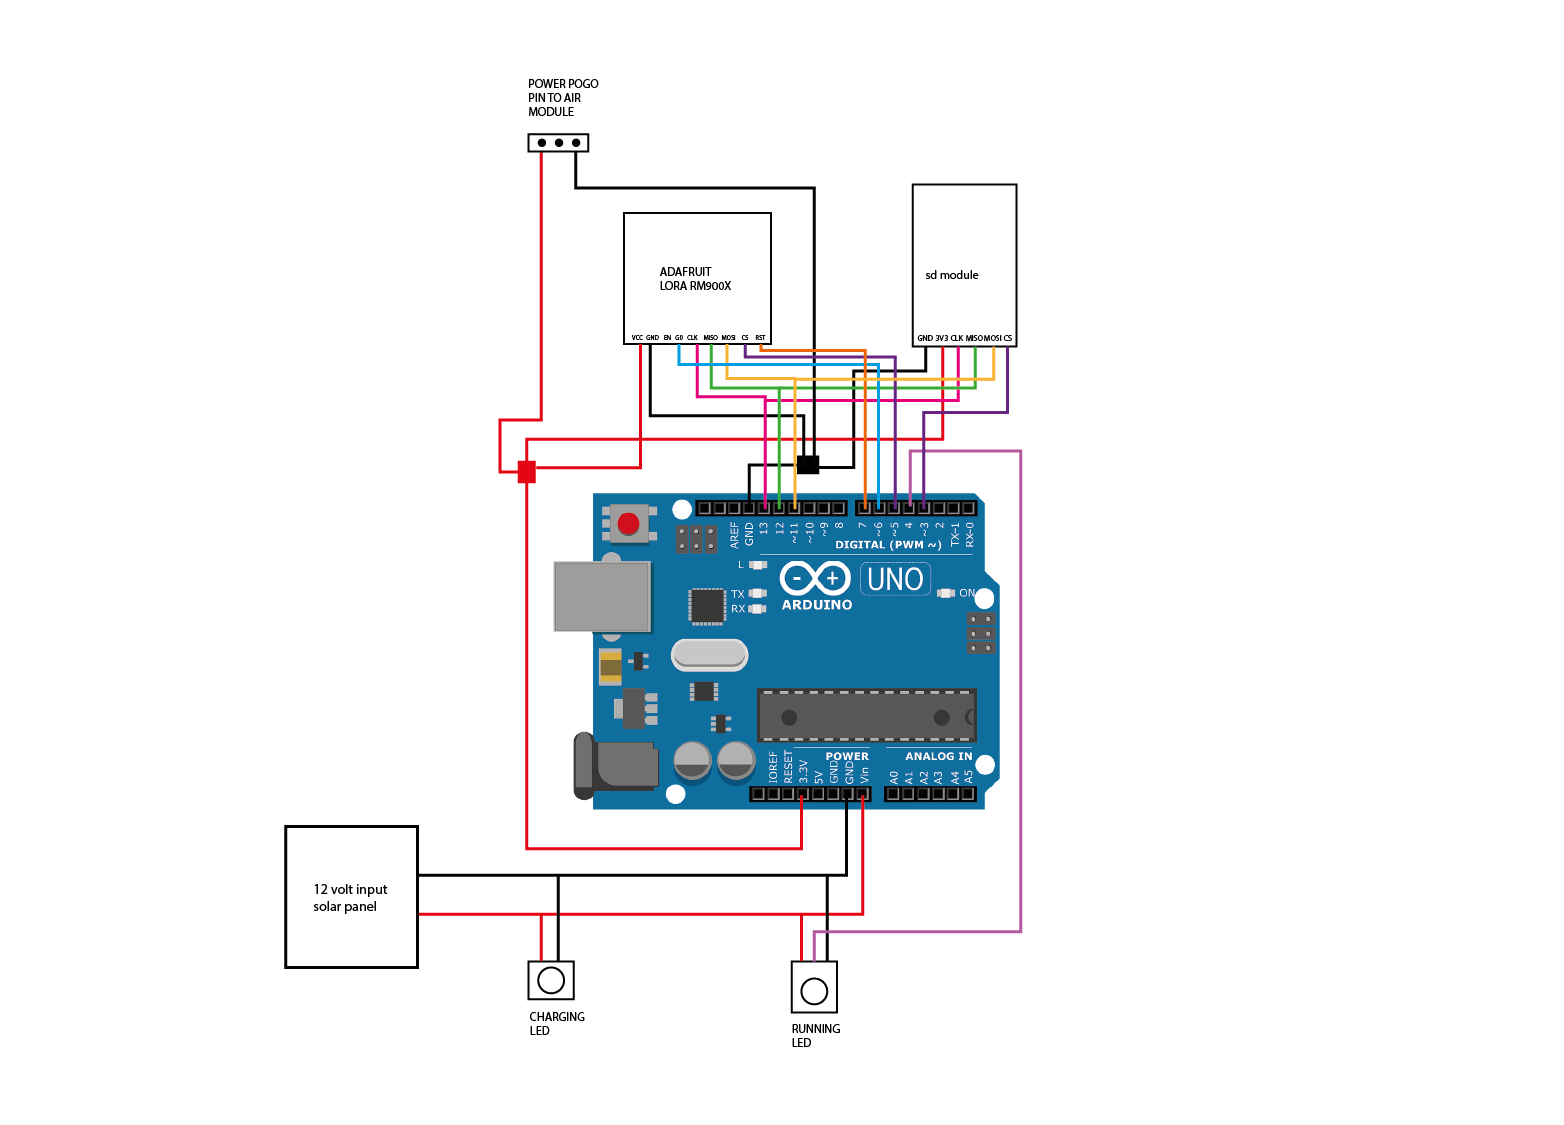 POWER POGO
PIN TO AIR
MODULE
ADAFRUIT
LORA RM900X
VCC GND EN G0 CLK MISO MOSI CS RST
sd module
GND 3V3 CLK MISO MOSI CS
AREF
GND
13
12
~11
~10
~9
8
7
~6
~5
4
~3
2
TX→1
RX←0
DIGITAL (PWM ~)
L
TX
RX
- +
ARDUINO
UNO
ON
POWER
ANALOG IN
IOREF
RESET
3.3V
5V
GND
GND
Vin
A0
A1
A2
A3
A4
A5
12 volt input
solar panel
CHARGING
LED
RUNNING
LED